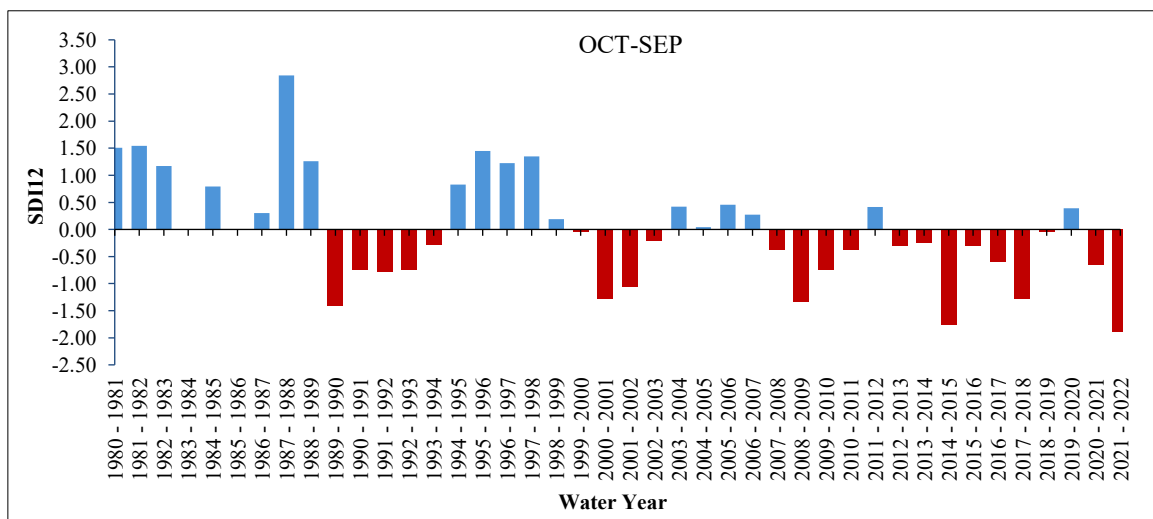 OCT-SEP
3.50
3.00
2.50
2.00
1.50
1.00
0.50
0.00
-0.50
-1.00
-1.50
-2.00
-2.50
SDI12
1980 - 1981
1981 - 1982
1982 - 1983
1983 - 1984
1984 - 1985
1985 - 1986
1986 - 1987
1987 - 1988
1988 - 1989
1989 - 1990
1990 - 1991
1991 - 1992
1992 - 1993
1993 - 1994
1994 - 1995
1995 - 1996
1996 - 1997
1997 - 1998
1998 - 1999
1999 - 2000
2000 - 2001
2001 - 2002
2002 - 2003
2003 - 2004
2004 - 2005
2005 - 2006
2006 - 2007
2007 - 2008
2008 - 2009
2009 - 2010
2010 - 2011
2011 - 2012
2012 - 2013
2013 - 2014
2014 - 2015
2015 - 2016
2016 - 2017
2017 - 2018
2018 - 2019
2019 - 2020
2020 - 2021
2021 - 2022
Water Year